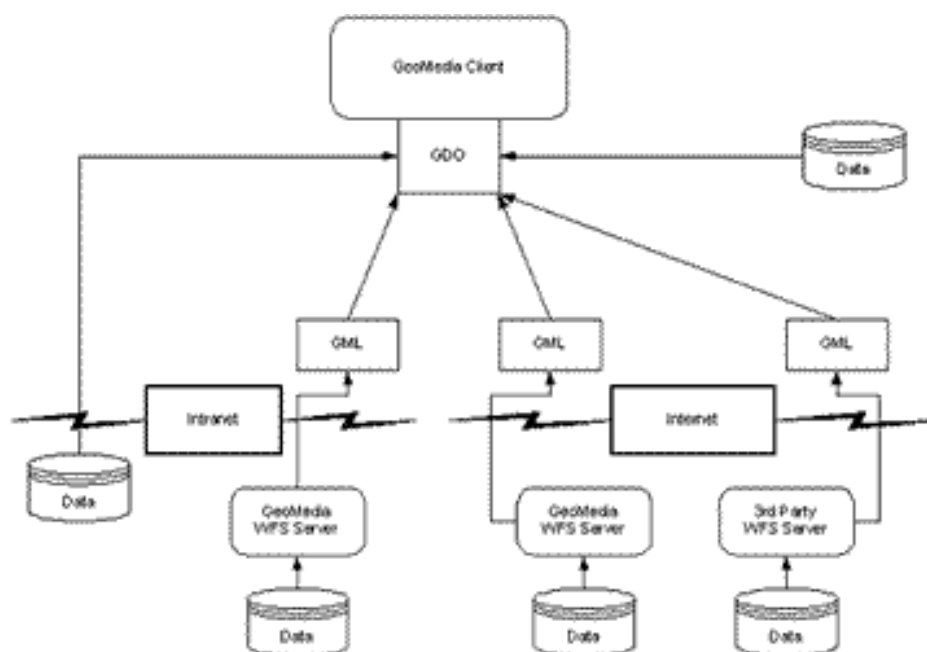 GeoMedia Client
GDO
Data
GML
GML
GML
Intranet
Internet
Data
GeoMedia
WFS Server
GeoMedia
WFS Server
3rd Party
WFS Server
Data
Data
Data